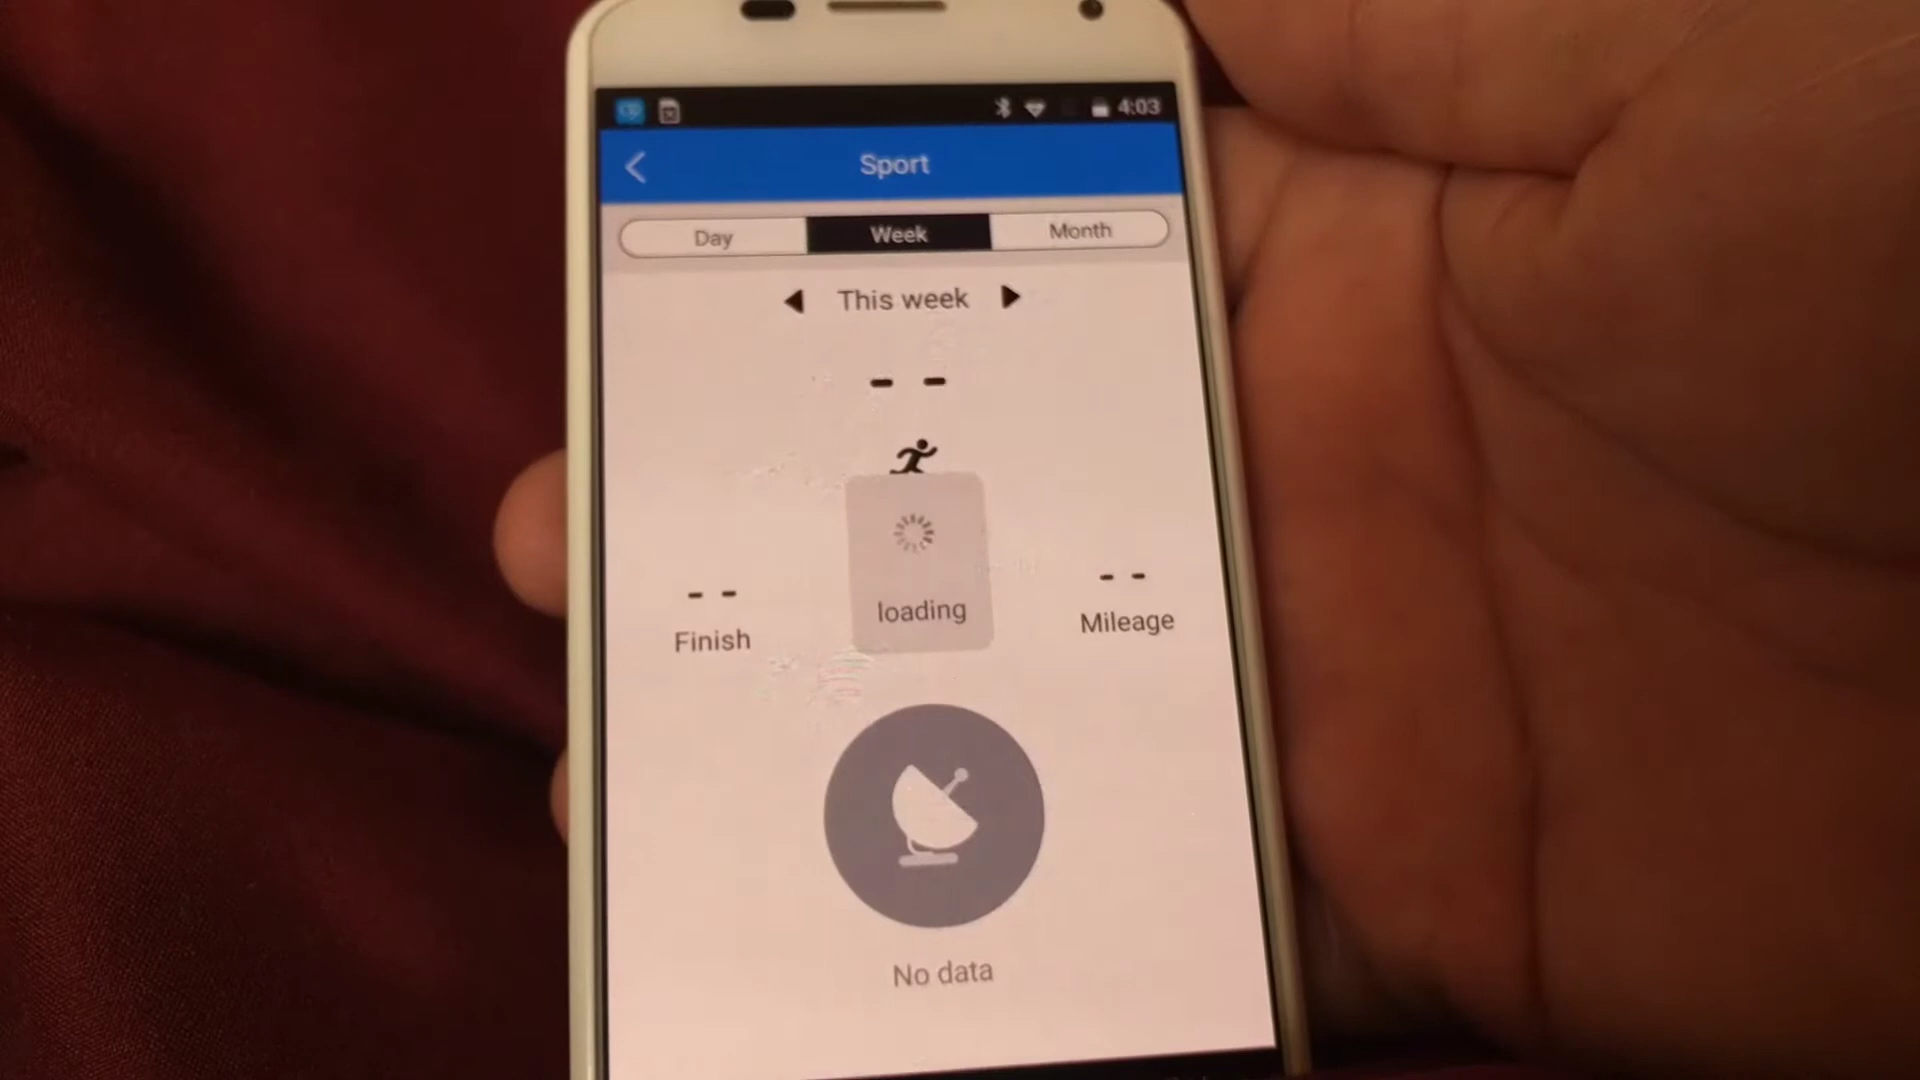 4:03
Sport
Day Week Month
This week
- -
loading
- - - -
Finish Mileage
No data